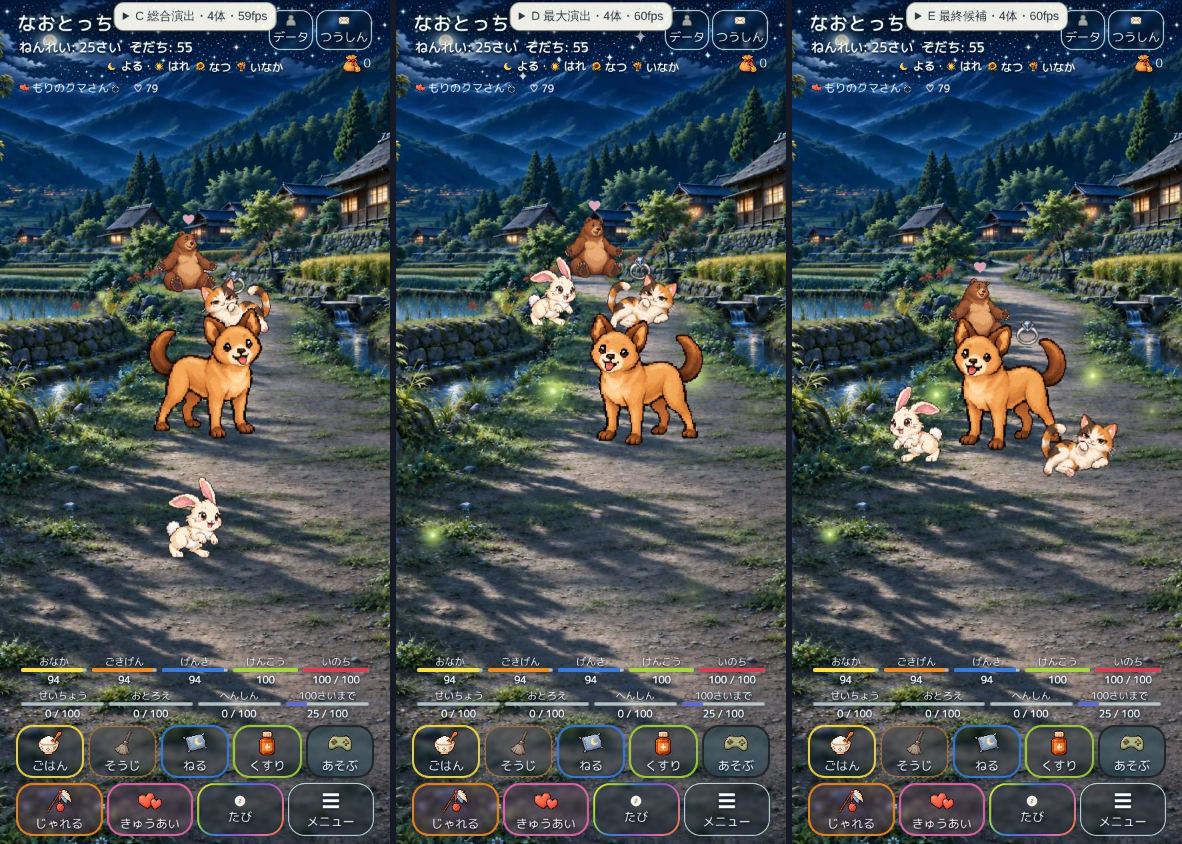 なおとっち
▶ C 総合演出・4体・59fps
データ
つうしん
ねんれい: 25さい そだち: 55
よる・はれ なつ いなか
0
もりのクマさん ♡ 79
おなか ごきげん げんき けんこう いのち
94 94 94 100 100 / 100
せいちょう おとろえ へんしん 100さいまで
0 / 100 0 / 100 0 / 100 25 / 100
ごはん そうじ ねる くすり あそぶ
じゃれる きゅうあい たび メニュー
なおとっち
▶ D 最大演出・4体・60fps
データ
つうしん
ねんれい: 25さい そだち: 55
よる・はれ なつ いなか
0
もりのクマさん ♡ 79
おなか ごきげん げんき けんこう いのち
94 94 94 100 100 / 100
せいちょう おとろえ へんしん 100さいまで
0 / 100 0 / 100 0 / 100 25 / 100
ごはん そうじ ねる くすり あそぶ
じゃれる きゅうあい たび メニュー
なおとっち
▶ E 最終候補・4体・60fps
データ
つうしん
ねんれい: 25さい そだち: 55
よる・はれ なつ いなか
0
もりのクマさん ♡ 79
おなか ごきげん げんき けんこう いのち
94 94 94 100 100 / 100
せいちょう おとろえ へんしん 100さいまで
0 / 100 0 / 100 0 / 100 25 / 100
ごはん そうじ ねる くすり あそぶ
じゃれる きゅうあい たび メニュー